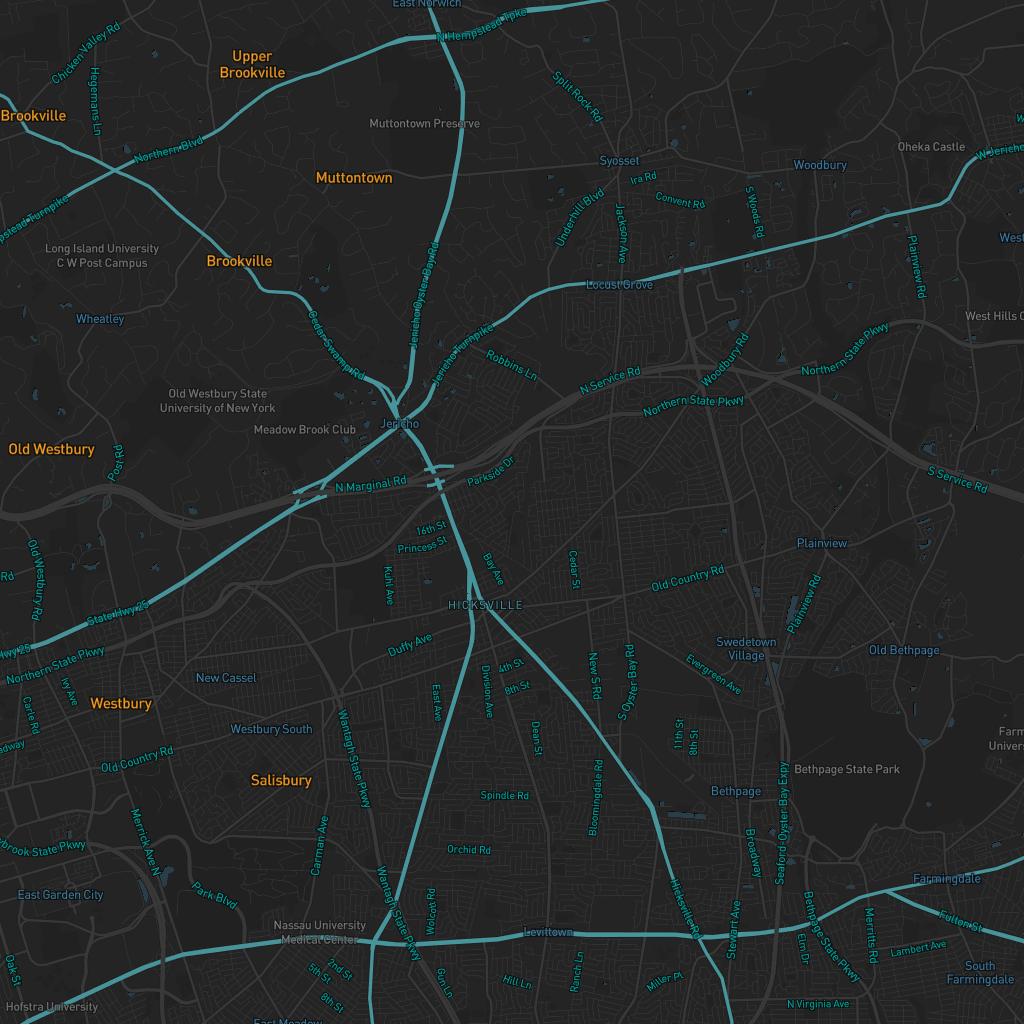 East Norwich
N Hempstead Tpke
Chicken Valley Rd
Upper
Brookville
Hegemans Ln
Split Rock Rd
Brookville
Muttontown Preserve
Northern Blvd
Syosset
Woodbury
Oheka Castle
W Jericho
Muttontown
Ira Rd
Convent Rd
S Woods Rd
Underhill Blvd
Jackson Ave
Long Island University
C W Post Campus
Brookville
Jericho Oyster Bay Rd
Plainview Rd
West
Locust Grove
Wheatley
Cedar Swamp Rd
Jericho Turnpike
West Hills C
Northern State Pkwy
Woodbury Rd
Robbins Ln
N Service Rd
Old Westbury State
University of New York
Northern State Pkwy
Meadow Brook Club
Jericho
Old Westbury
Post Rd
N Marginal Rd
Parkside Dr
S Service Rd
16th St
Princess St
Plainview
Old Westbury Rd
Rd
Kuhl Ave
Bay Ave
Cedar St
Old Country Rd
Plainview Rd
State Hwy 25
HICKSVILLE
Duffy Ave
Hwy 25
Northern State Pkwy
Swedetown
Village
Old Bethpage
4th St
New S Rd
S Oyster Bay Rd
Evergreen Ave
New Cassel
Ivy Ave
Carle Rd
Westbury
East Ave
Division Ave
8th St
Westbury South
Wantagh State Pkwy
Dean St
11th St
8th St
Farm
Univers
Old Country Rd
Salisbury
Bethpage State Park
Spindle Rd
Bloomingdale Rd
Bethpage
Seaford-Oyster Bay Expy
Merrick Ave N
Carman Ave
Orchid Rd
Broadway
Park Blvd
Wantagh State Pkwy
Wolcott Rd
Hicksville Rd
East Garden City
Farmingdale
Nassau University
Medical Center
Levittown
Stewart Ave
Elm Dr
Bethpage State Pkwy
Merritts Rd
Fulton St
Lambert Ave
Oak St
2nd St
5th St
8th St
Gun Ln
Hill Ln
Ranch Ln
Miller Pl
South
Farmingdale
Hofstra University
N Virginia Ave
East Meadow